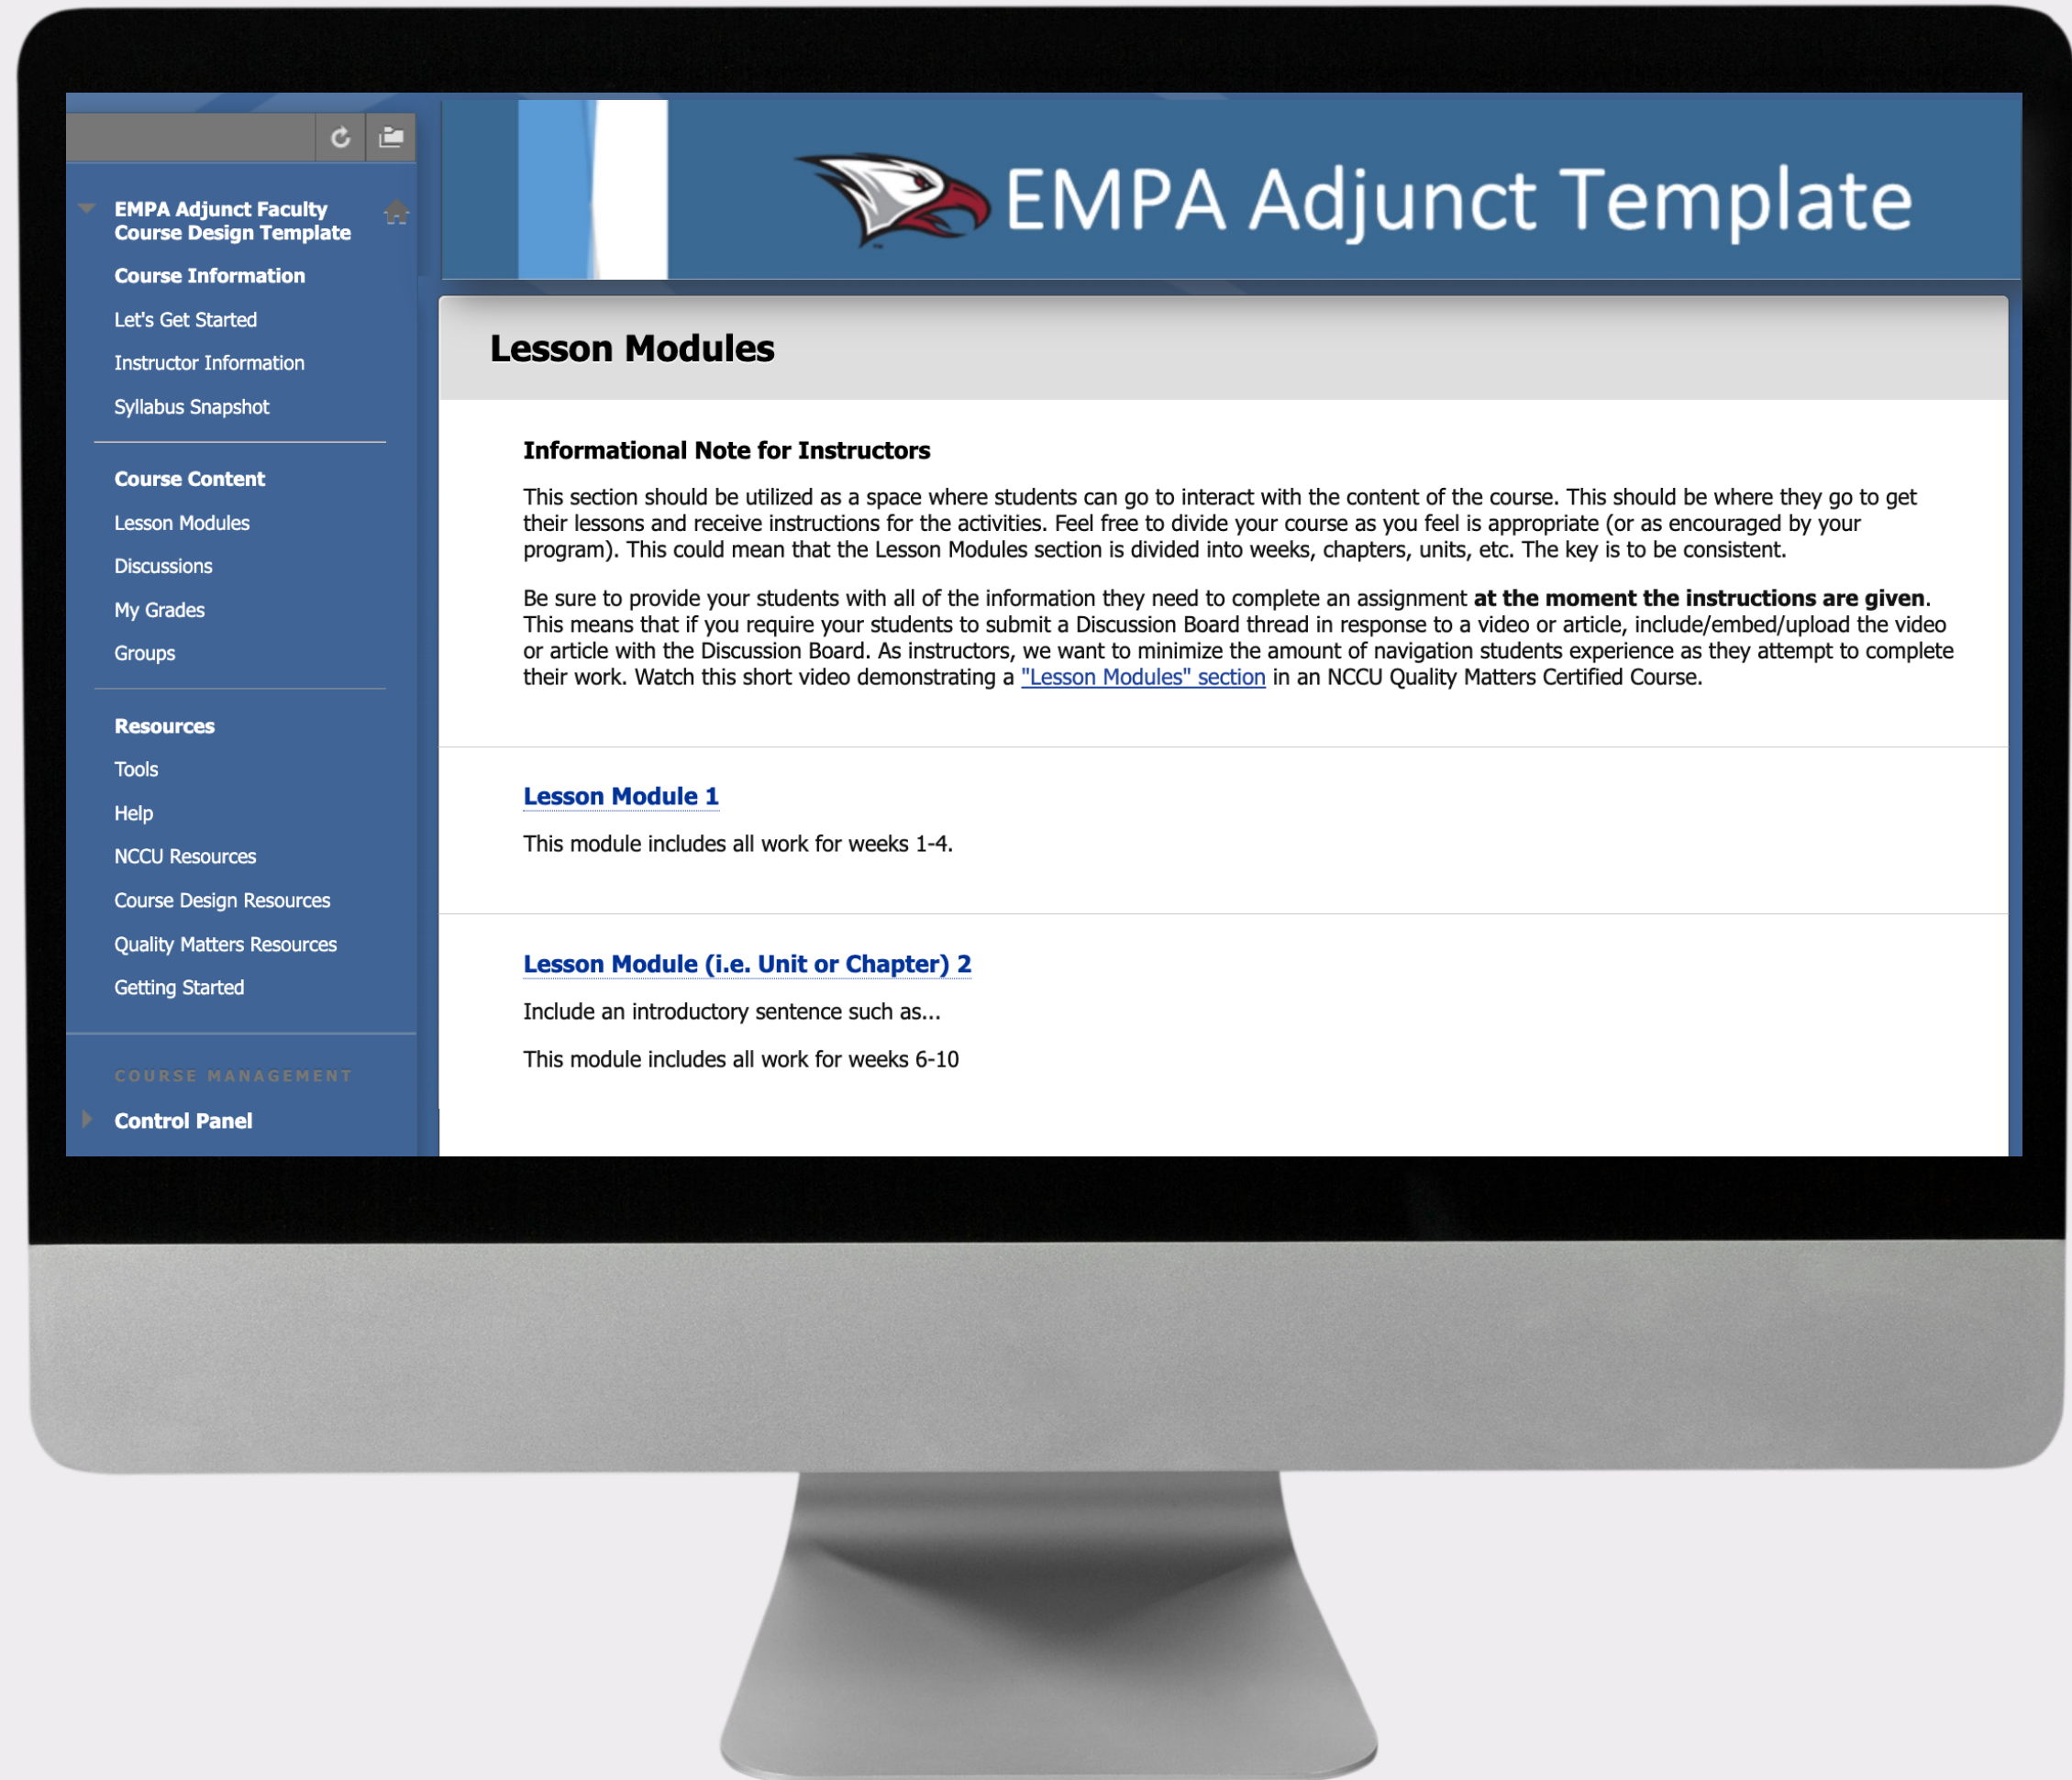 EMPA Adjunct Template
EMPA Adjunct Faculty
Course Design Template
Course Information
Let's Get Started
Instructor Information
Syllabus Snapshot
Course Content
Lesson Modules
Discussions
My Grades
Groups
Resources
Tools
Help
NCCU Resources
Course Design Resources
Quality Matters Resources
Getting Started
COURSE MANAGEMENT
Control Panel
Lesson Modules
Informational Note for Instructors
This section should be utilized as a space where students can go to interact with the content of the course. This should be where they go to get
their lessons and receive instructions for the activities. Feel free to divide your course as you feel is appropriate (or as encouraged by your
program). This could mean that the Lesson Modules section is divided into weeks, chapters, units, etc. The key is to be consistent.
Be sure to provide your students with all of the information they need to complete an assignment at the moment the instructions are given.
This means that if you require your students to submit a Discussion Board thread in response to a video or article, include/embed/upload the video
or article with the Discussion Board. As instructors, we want to minimize the amount of navigation students experience as they attempt to complete
their work. Watch this short video demonstrating a "Lesson Modules" section in an NCCU Quality Matters Certified Course.
Lesson Module 1
This module includes all work for weeks 1-4.
Lesson Module (i.e. Unit or Chapter) 2
Include an introductory sentence such as...
This module includes all work for weeks 6-10